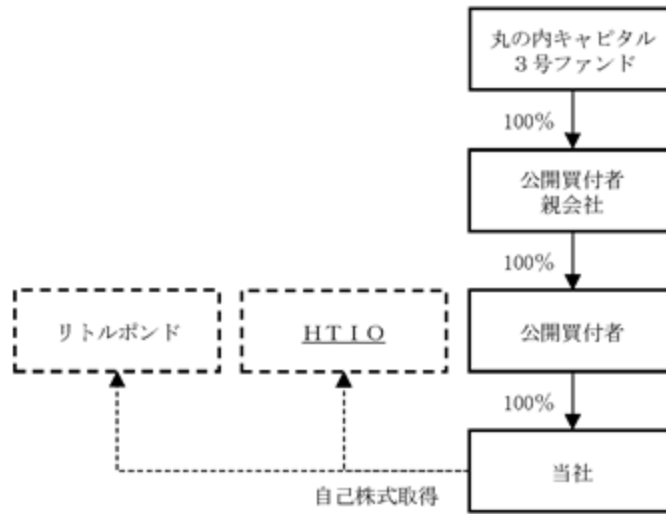 丸の内キャピタル
３号ファンド
100%
公開買付者
親会社
100%
リトルポンド
ＨＴＩＯ
公開買付者
100%
当社
自己株式取得